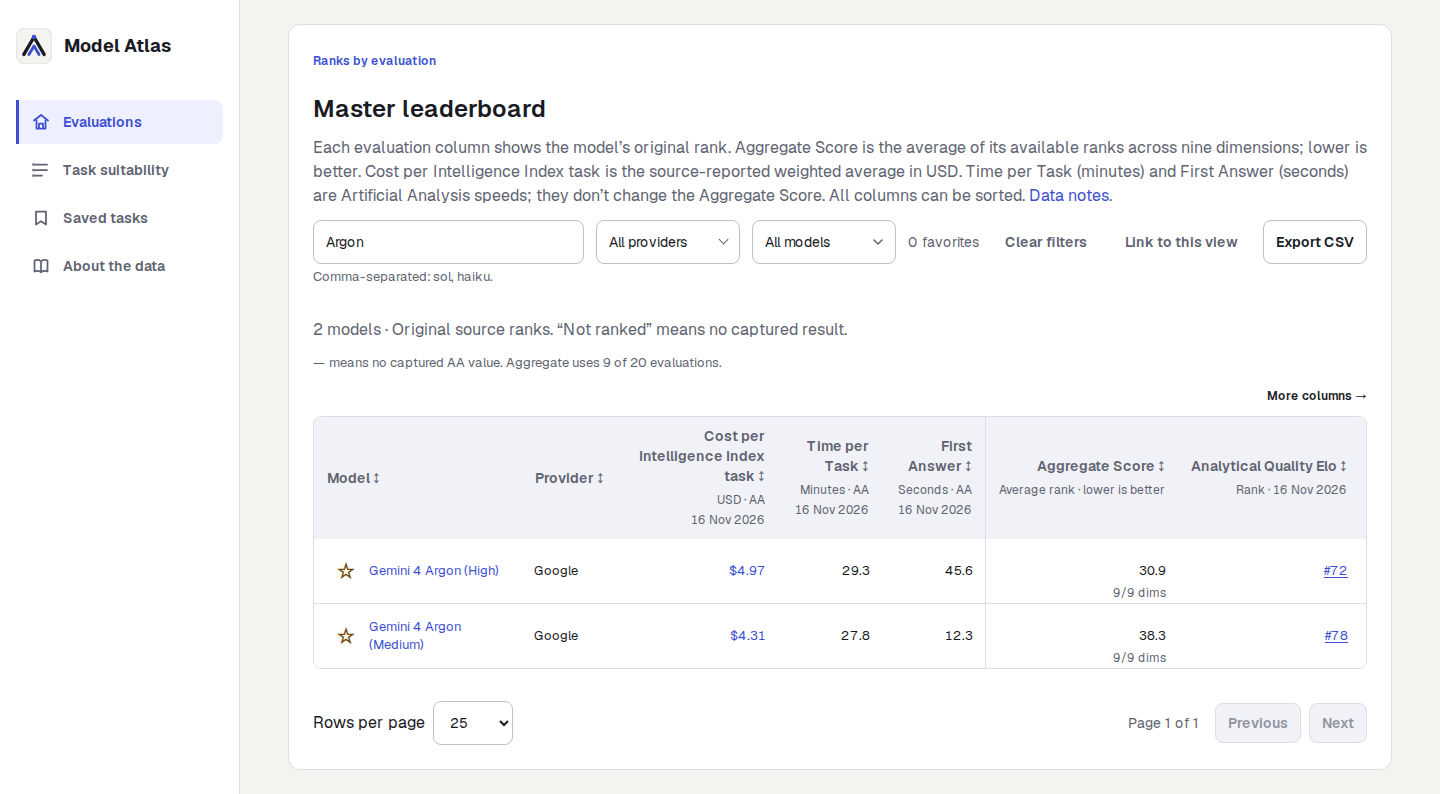 Model Atlas
Evaluations
Task suitability
Saved tasks
About the data
Ranks by evaluation
Master leaderboard
Each evaluation column shows the model’s original rank. Aggregate Score is the average of its available ranks across nine dimensions; lower is
better. Cost per Intelligence Index task is the source-reported weighted average in USD. Time per Task (minutes) and First Answer (seconds)
are Artificial Analysis speeds; they don’t change the Aggregate Score. All columns can be sorted. Data notes.
Argon All providers All models 0 favorites Clear filters Link to this view Export CSV
Comma-separated: sol, haiku.
2 models · Original source ranks. “Not ranked” means no captured result.
— means no captured AA value. Aggregate uses 9 of 20 evaluations.
More columns →
Model ↕
Provider ↕
Cost per
Intelligence Index
task ↕
USD · AA
16 Nov 2026
Time per
Task ↕
Minutes · AA
16 Nov 2026
First
Answer ↕
Seconds · AA
16 Nov 2026
Aggregate Score ↕
Average rank · lower is better
Analytical Quality Elo ↕
Rank · 16 Nov 2026
Gemini 4 Argon (High) Google $4.97 29.3 45.6 30.9 #72
9/9 dims
Gemini 4 Argon
(Medium)
Google $4.31 27.8 12.3 38.3 #78
9/9 dims
Rows per page 25 Page 1 of 1 Previous Next